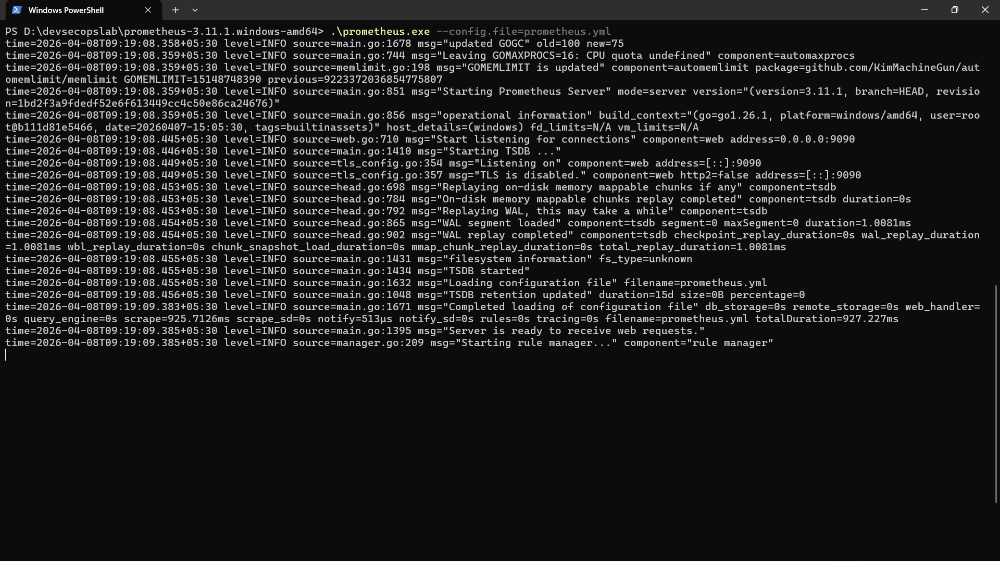 Windows PowerShell
PS D:\devsecopslab\prometheus-3.11.1.windows-amd64> .\prometheus.exe --config.file=prometheus.yml
time=2026-04-08T09:19:08.358+05:30 level=INFO source=main.go:1678 msg="updated GOGC" old=100 new=75
time=2026-04-08T09:19:08.359+05:30 level=INFO source=main.go:744 msg="Leaving GOMAXPROCS=16: CPU quota undefined" component=automaxprocs
time=2026-04-08T09:19:08.359+05:30 level=INFO source=memlimit.go:198 msg="GOMEMLIMIT is updated" component=automemlimit package=github.com/KimMachineGun/aut
omemlimit/memlimit GOMEMLIMIT=15148748390 previous=9223372036854775807
time=2026-04-08T09:19:08.359+05:30 level=INFO source=main.go:851 msg="Starting Prometheus Server" mode=server version="(version=3.11.1, branch=HEAD, revisio
n=1bd2f3a9fdedf52e6f613449cc4c50e86ca24676)"
time=2026-04-08T09:19:08.359+05:30 level=INFO source=main.go:856 msg="operational information" build_context="(go=go1.26.1, platform=windows/amd64, user=roo
t@b111d81e5466, date=20260407-15:05:30, tags=builtinassets)" host_details=(windows) fd_limits=N/A vm_limits=N/A
time=2026-04-08T09:19:08.445+05:30 level=INFO source=web.go:710 msg="Start listening for connections" component=web address=0.0.0.0:9090
time=2026-04-08T09:19:08.446+05:30 level=INFO source=main.go:1410 msg="Starting TSDB ..."
time=2026-04-08T09:19:08.449+05:30 level=INFO source=tls_config.go:354 msg="Listening on" component=web address=[::]:9090
time=2026-04-08T09:19:08.449+05:30 level=INFO source=tls_config.go:357 msg="TLS is disabled." component=web http2=false address=[::]:9090
time=2026-04-08T09:19:08.453+05:30 level=INFO source=head.go:698 msg="Replaying on-disk memory mappable chunks if any" component=tsdb
time=2026-04-08T09:19:08.453+05:30 level=INFO source=head.go:784 msg="On-disk memory mappable chunks replay completed" component=tsdb duration=0s
time=2026-04-08T09:19:08.453+05:30 level=INFO source=head.go:792 msg="Replaying WAL, this may take a while" component=tsdb
time=2026-04-08T09:19:08.454+05:30 level=INFO source=head.go:865 msg="WAL segment loaded" component=tsdb segment=0 maxSegment=0 duration=1.0081ms
time=2026-04-08T09:19:08.454+05:30 level=INFO source=head.go:902 msg="WAL replay completed" component=tsdb checkpoint_replay_duration=0s wal_replay_duration
=1.0081ms wbl_replay_duration=0s chunk_snapshot_load_duration=0s mmap_chunk_replay_duration=0s total_replay_duration=1.0081ms
time=2026-04-08T09:19:08.455+05:30 level=INFO source=main.go:1431 msg="filesystem information" fs_type=unknown
time=2026-04-08T09:19:08.455+05:30 level=INFO source=main.go:1434 msg="TSDB started"
time=2026-04-08T09:19:08.455+05:30 level=INFO source=main.go:1632 msg="Loading configuration file" filename=prometheus.yml
time=2026-04-08T09:19:08.456+05:30 level=INFO source=main.go:1048 msg="TSDB retention updated" duration=15d size=0B percentage=0
time=2026-04-08T09:19:09.383+05:30 level=INFO source=main.go:1671 msg="Completed loading of configuration file" db_storage=0s remote_storage=0s web_handler=
0s query_engine=0s scrape=925.7126ms scrape_sd=0s notify=513µs notify_sd=0s rules=0s tracing=0s filename=prometheus.yml totalDuration=927.227ms
time=2026-04-08T09:19:09.385+05:30 level=INFO source=main.go:1395 msg="Server is ready to receive web requests."
time=2026-04-08T09:19:09.385+05:30 level=INFO source=manager.go:209 msg="Starting rule manager..." component="rule manager"